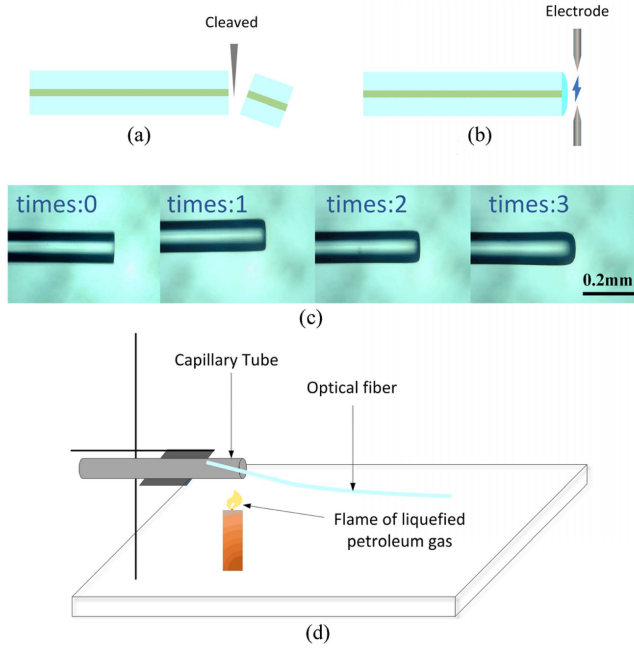 Cleaved
Electrode
(a)
(b)
times:0
times:1
times:2
times:3
0.2mm
(c)
Capillary Tube
Optical fiber
Flame of liquefied
petroleum gas
(d)